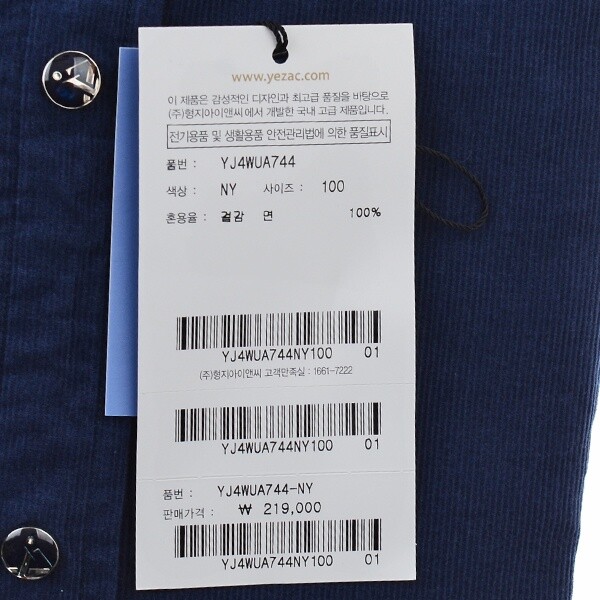 www.yezac.com
이 제품은 감성적인 디자인과 최고급 품질을 바탕으로
(주)형지아이앤씨에서 개발한 국내 고급 제품입니다.
전기용품 및 생활용품 안전관리법에 의한 품질표시
품번 : YJ4WUA744
색상 : NY 사이즈 : 100
혼용율 : 겉감 면 100%
YJ4WUA744NY100 01
(주)형지아이앤씨 고객만족실 : 1661-7222
YJ4WUA744NY100 01
품번 : YJ4WUA744-NY
판매가격 : ₩ 219,000
YJ4WUA744NY100 01